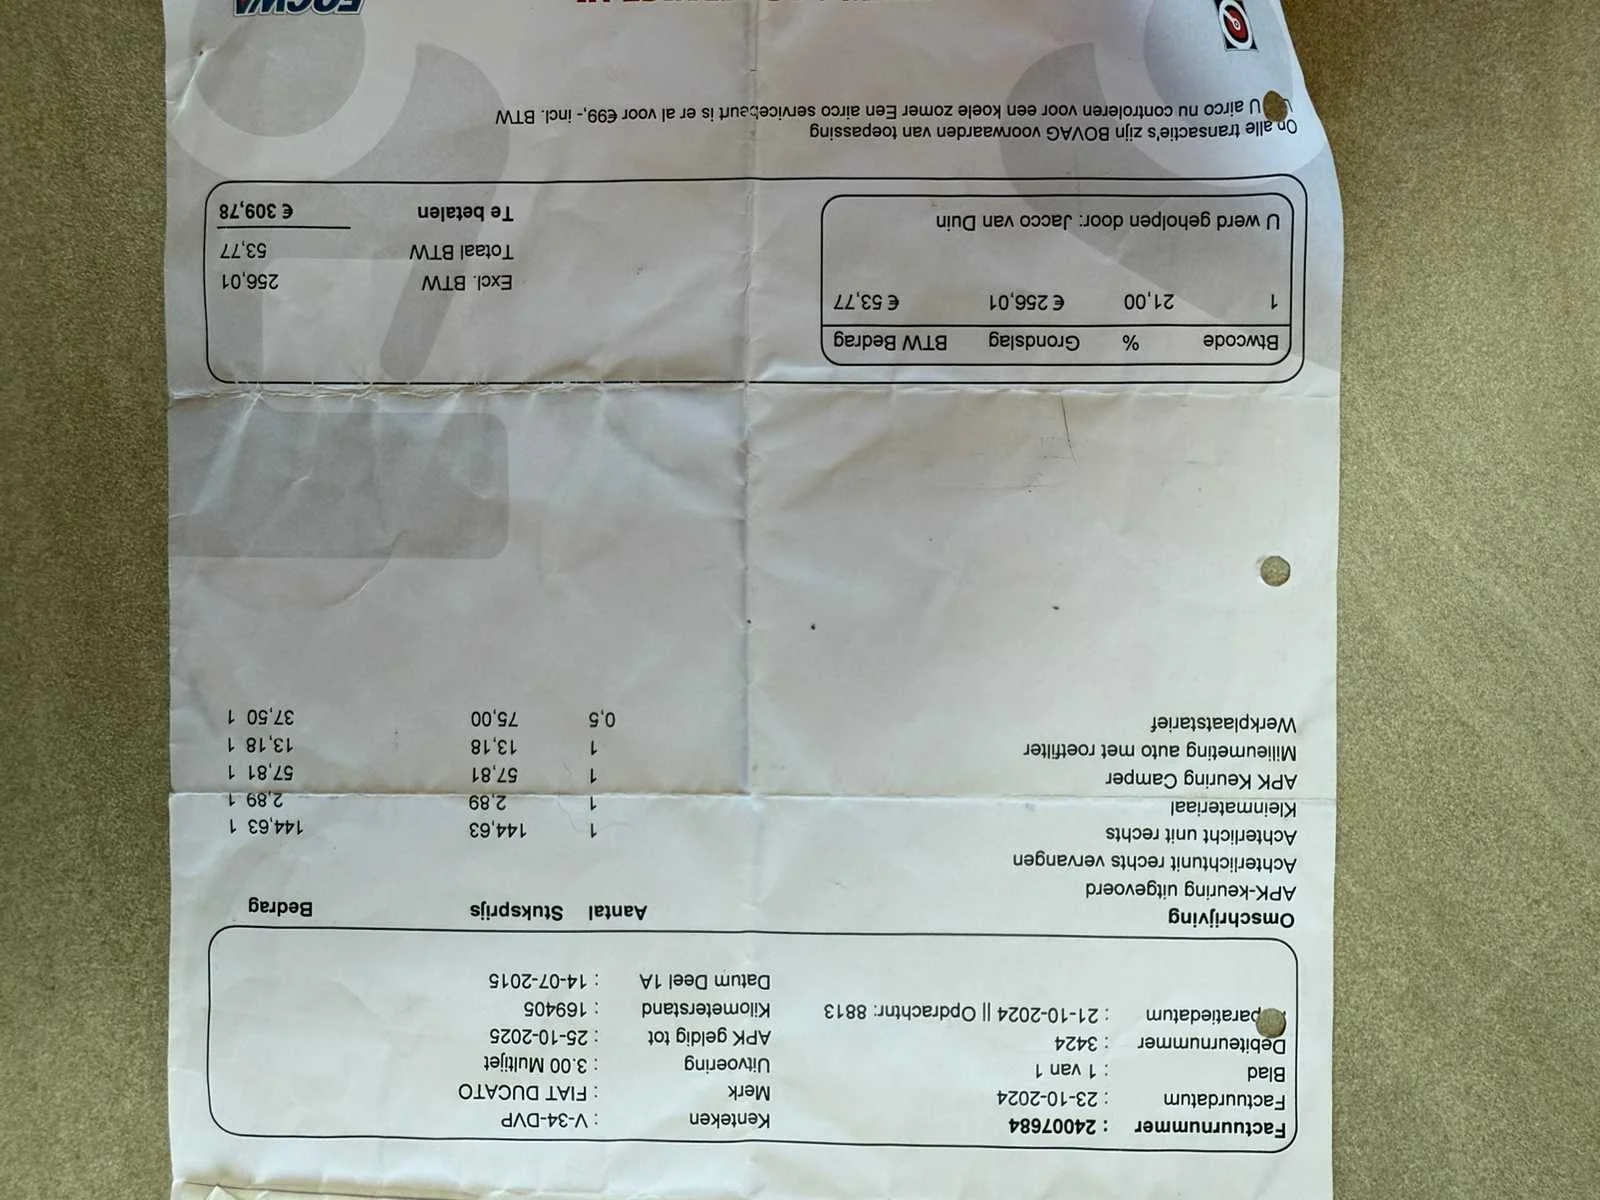 Factuurnummer : 24007684 Kenteken : V-34-DVP
Factuurdatum : 23-10-2024 Merk : FIAT DUCATO
Blad : 1 van 1 Uitvoering : 3.00 Multijet
Debiteurnummer : 3424 APK geldig tot : 25-10-2025
paratiedatum : 21-10-2024 || Opdrachtnr: 8813 Kilometerstand : 169405
Datum Deel 1A : 14-07-2015
Omschrijving Aantal Stuksprijs Bedrag
APK-keuring uitgevoerd
Achterlichtunit rechts vervangen
Achterlicht unit rechts 1 144,63 144,63 1
Kleinmateriaal 1 2,89 2,89 1
APK Keuring Camper 1 57,81 57,81 1
Milieumeting auto met roetfilter 1 13,18 13,18 1
Werkplaatstarief 0,5 75,00 37,50 1
Btwcode % Grondslag BTW Bedrag
1 21,00 € 256,01 € 53,77
Excl. BTW 256,01
Totaal BTW 53,77
U werd geholpen door: Jacco van Duin
Te betalen € 309,78
Op alle transactie's zijn BOVAG voorwaarden van toepassing
U airco nu controleren voor een koele zomer Een airco servicebeurt is er al voor €99,- incl. BTW
FOCWA